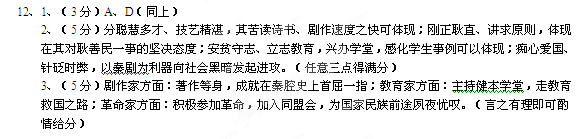 12、1、（3分）A、D（同上）
2、（5分）分聪慧多才、技艺精湛，其苦读诗书、剧作速度之快可体现；刚正耿直、讲求原则，体现
在其对耿善民一事的坚决态度；安贫守志、立志教育，兴办学堂，感化学生事例可以体现；痴心爱国、
针砭时弊，以秦剧为利器向社会黑暗发起进攻。（任意三点得满分）
3、（5分）剧作家方面：著作等身，成就在秦腔史上首屈一指；教育家方面：主持健本学堂，走教育
救国之路；革命家方面：积极参加革命，加入同盟会，为国家民族前途夙夜忧叹。（言之有理即可酌
情给分）